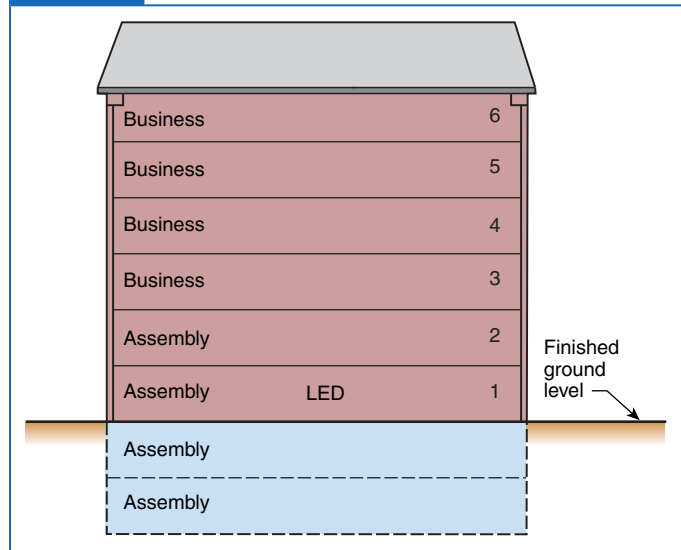 Business 6
Business 5
Business 4
Business 3
Assembly 2
Finished
ground
level
Assembly LED 1
Assembly
Assembly